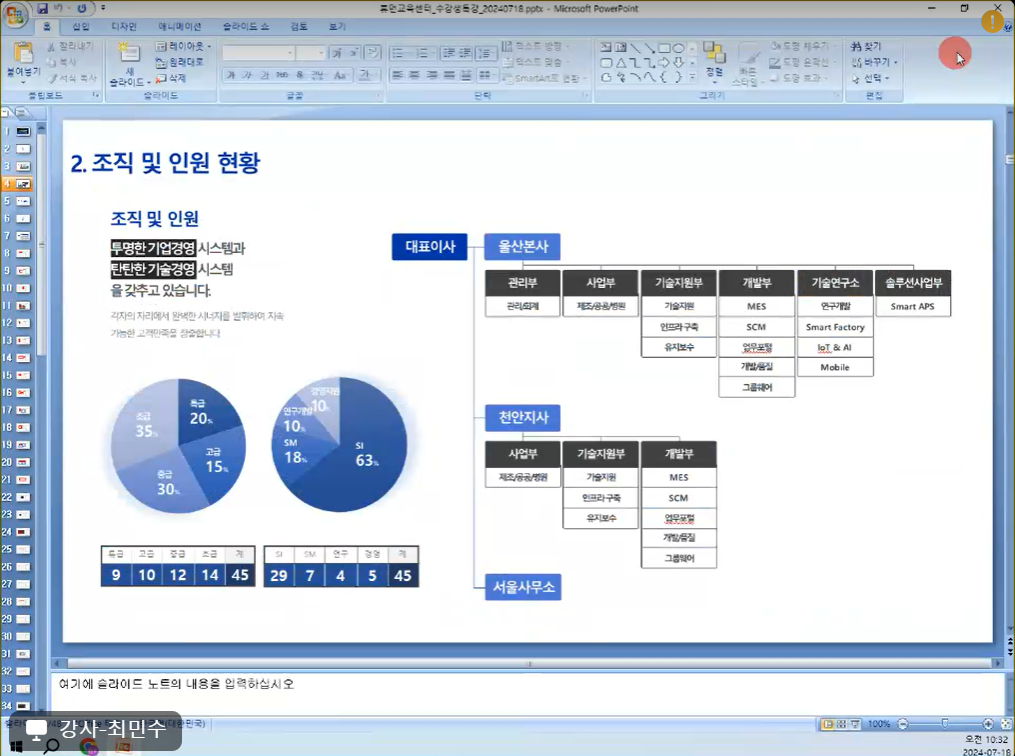 휴먼교육센터_수강생특강_20240718.pptx - Microsoft PowerPoint
홈 삽입 디자인 애니메이션 슬라이드 쇼 검토 보기
붙여넣기
잘라내기
복사
서식 복사
클립보드
새 슬라이드
레이아웃
원래대로
삭제
슬라이드
글꼴
텍스트 방향
텍스트 맞춤
SmartArt로 변환
단락
정렬
빠른 스타일
도형 채우기
도형 윤곽선
도형 효과
그리기
찾기
바꾸기
선택
편집
2. 조직 및 인원 현황
조직 및 인원
투명한 기업경영 시스템과
탄탄한 기술경영 시스템
을 갖추고 있습니다.
각자의 자리에서 완벽한 시너지를 발휘하여 지속
가능한 고객만족을 창출합니다.
대표이사
울산본사
관리부 사업부 기술지원부 개발부 기술연구소 솔루션사업부
관리/회계 제조/공공/병원 기술지원 MES 연구개발 Smart APS
인프라 구축 SCM Smart Factory
유지보수 업무포털 IoT & AI
개발/품질 Mobile
그룹웨어
천안지사
사업부 기술지원부 개발부
제조/공공/병원 기술지원 MES
인프라 구축 SCM
유지보수 업무포털
개발/품질
그룹웨어
서울사무소
특급 20%
고급 15%
중급 30%
초급 35%
SI 63%
SM 18%
연구개발 10%
경영지원 10%
특급 고급 중급 초급 계
9 10 12 14 45
SI SM 연구 경영 계
29 7 4 5 45
여기에 슬라이드 노트의 내용을 입력하십시오
강사-최민수
100%
오전 10:32
2024-07-18